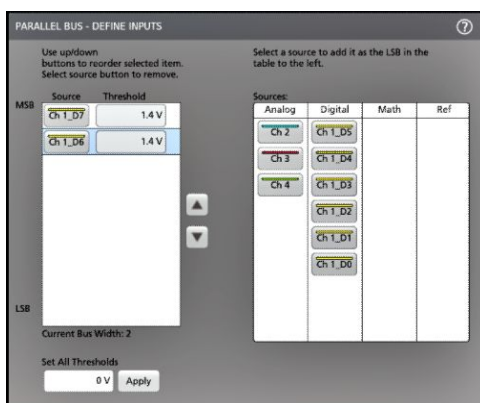 PARALLEL BUS - DEFINE INPUTS
?
Use up/down
buttons to reorder selected item.
Select source button to remove.
Source Threshold
MSB
Ch 1_D7 1.4 V
Ch 1_D6 1.4 V
LSB
Current Bus Width: 2
Set All Thresholds
0 V Apply
Select a source to add it as the LSB in the
table to the left.
Sources:
Analog Digital Math Ref
Ch 2 Ch 1_D5
Ch 3 Ch 1_D4
Ch 4 Ch 1_D3
Ch 1_D2
Ch 1_D1
Ch 1_D0